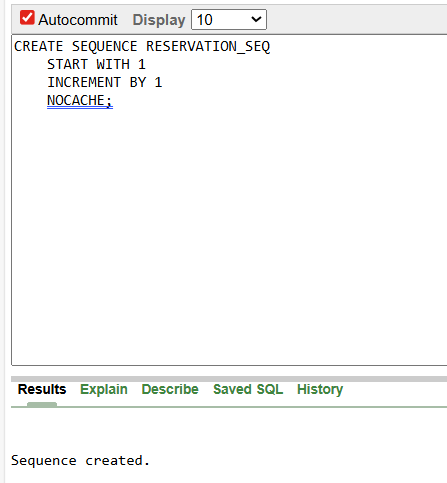 Autocommit Display 10
CREATE SEQUENCE RESERVATION_SEQ
START WITH 1
INCREMENT BY 1
NOCACHE;
Results Explain Describe Saved SQL History
Sequence created.